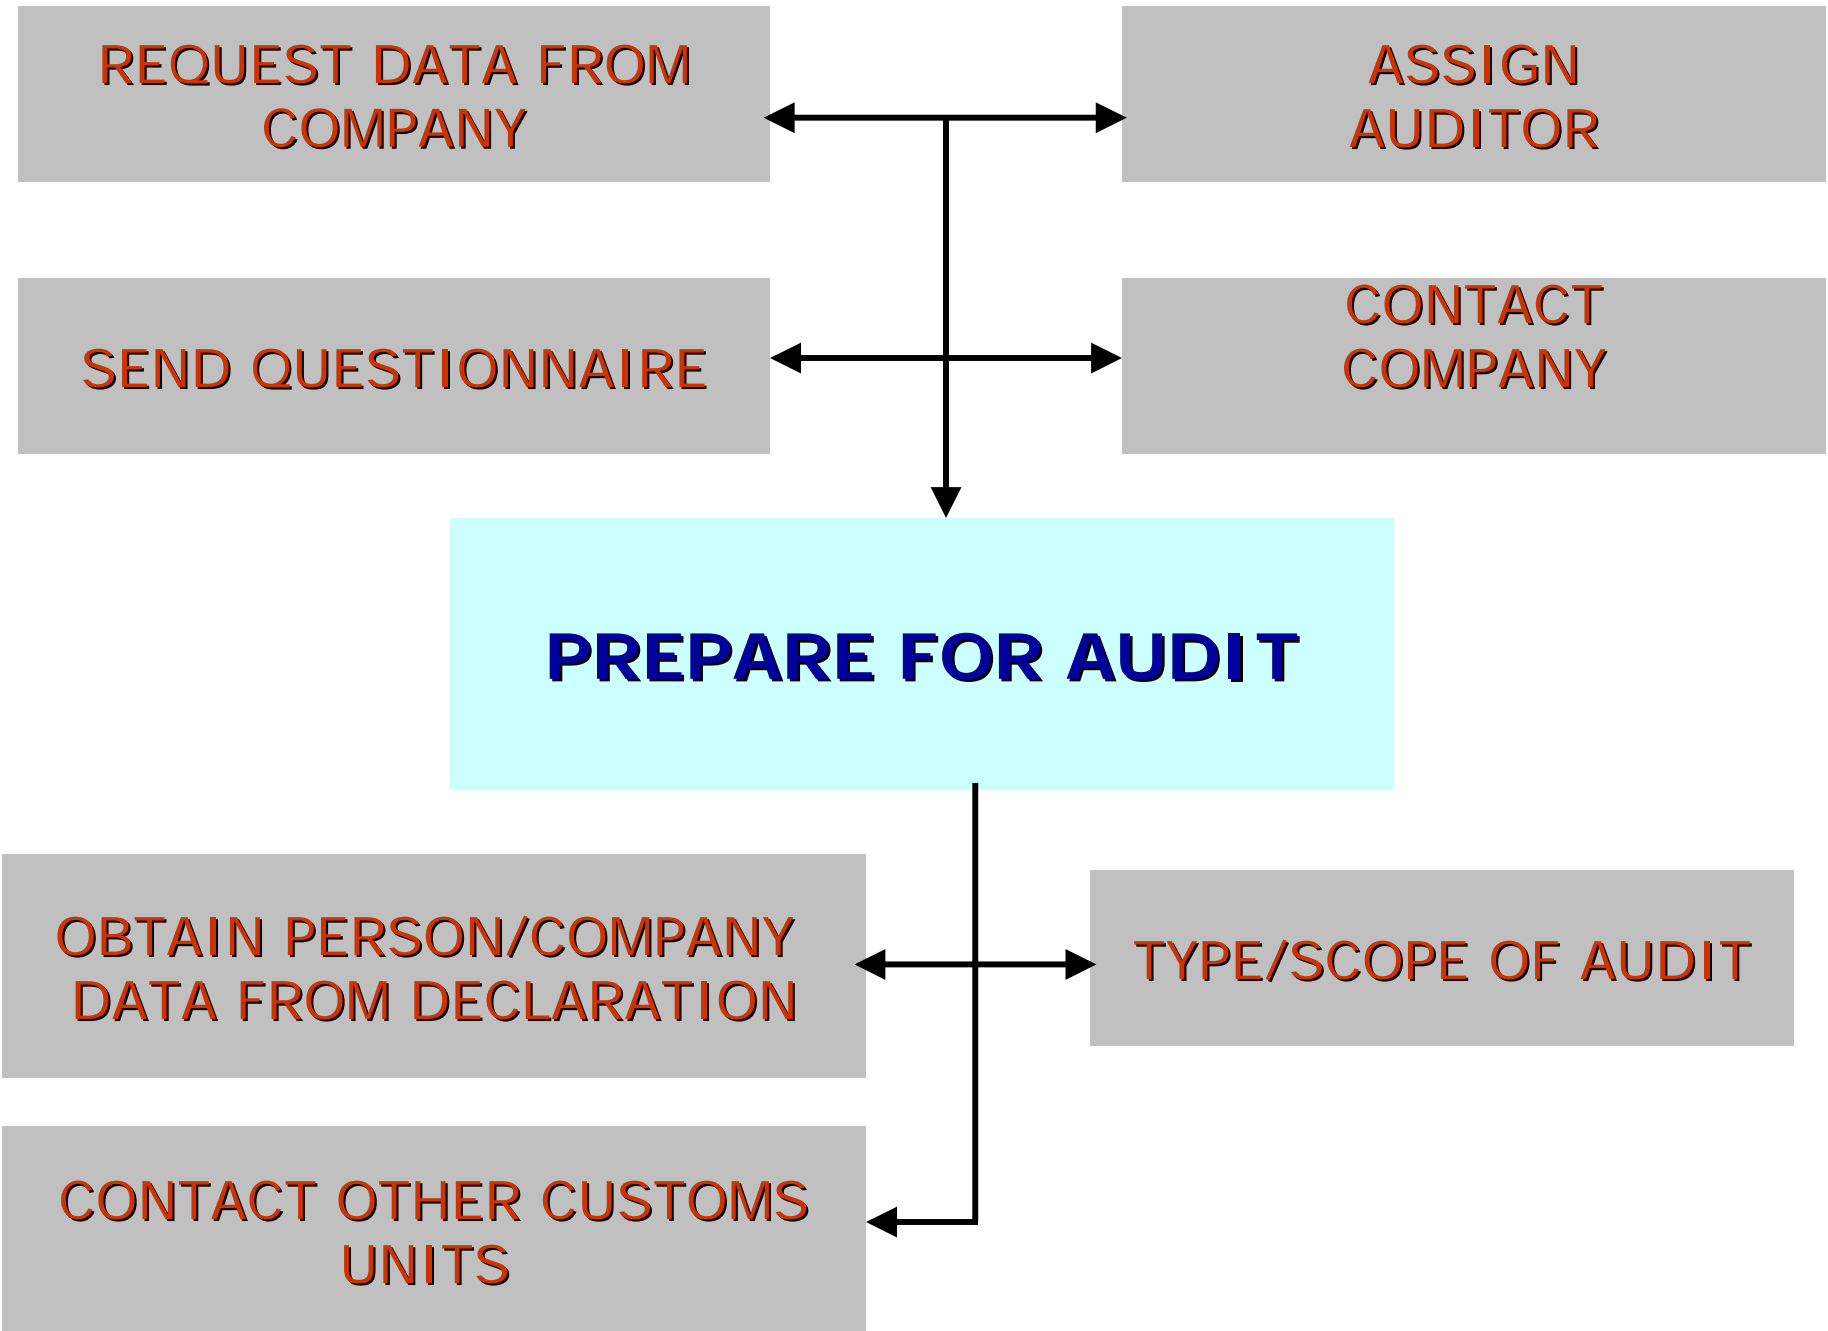 REQUEST DATA FROM
COMPANY
ASSIGN
AUDITOR
SEND QUESTIONNAIRE
CONTACT
COMPANY
PREPARE FOR AUDIT
OBTAIN PERSON/COMPANY
DATA FROM DECLARATION
TYPE/SCOPE OF AUDIT
CONTACT OTHER CUSTOMS
UNITS